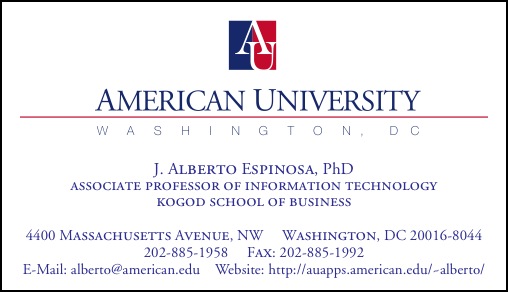 AU
AMERICAN UNIVERSITY
WASHINGTON, DC
J. ALBERTO ESPINOSA, PhD
ASSOCIATE PROFESSOR OF INFORMATION TECHNOLOGY
KOGOD SCHOOL OF BUSINESS
4400 MASSACHUSETTS AVENUE, NW WASHINGTON, DC 20016-8044
202-885-1958 FAX: 202-885-1992
E-Mail: alberto@american.edu Website: http://auapps.american.edu/~alberto/